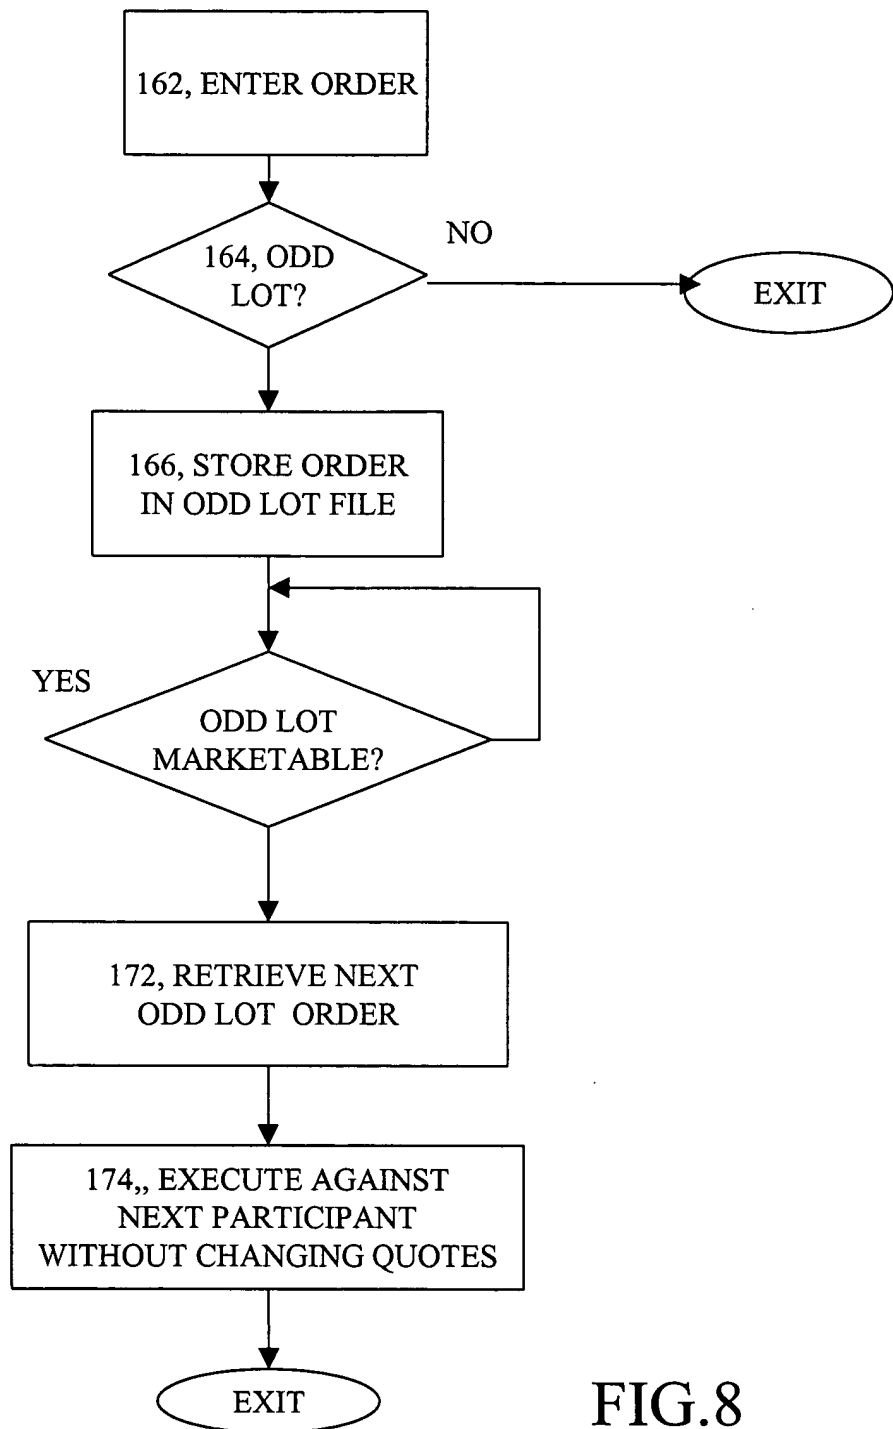 162, ENTER ORDER
164, ODD
LOT?
NO
EXIT
166, STORE ORDER
IN ODD LOT FILE
YES
ODD LOT
MARKETABLE?
172, RETRIEVE NEXT
ODD LOT ORDER
174,, EXECUTE AGAINST
NEXT PARTICIPANT
WITHOUT CHANGING QUOTES
EXIT
FIG.8